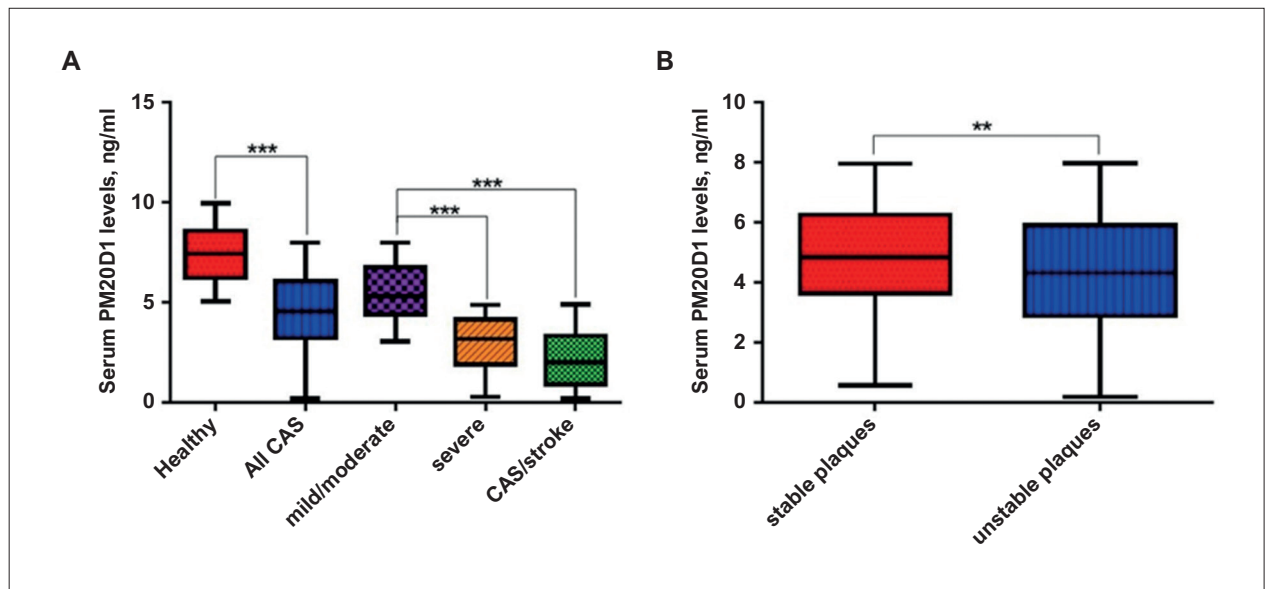 A
Serum PM20D1 levels, ng/ml
15
10
5
0
***
***
***
Healthy
All CAS
mild/moderate
severe
CAS/stroke
B
Serum PM20D1 levels, ng/ml
10
8
6
4
2
0
**
stable plaques
unstable plaques